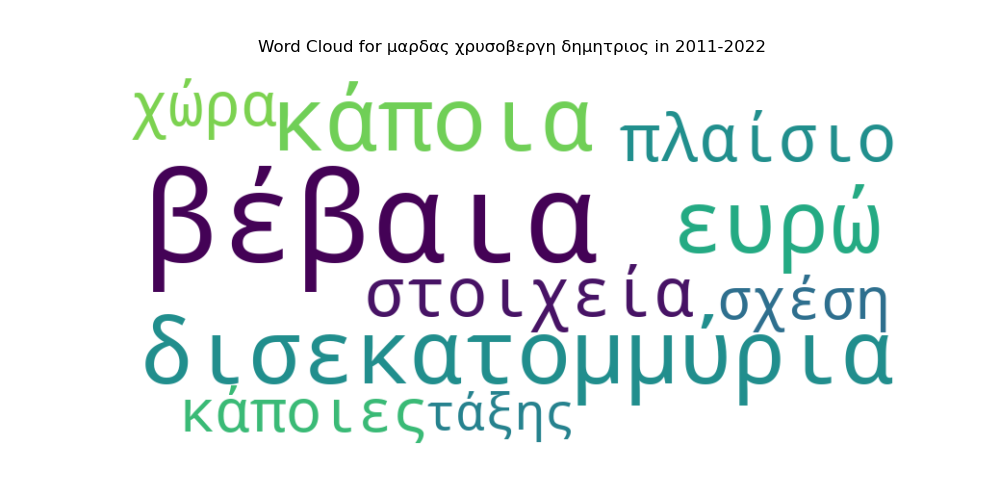 Word Cloud for μαρδας χρυσοβεργη δημητριος in 2011-2022
χώρα κάποια πλαίσιο
βέβαια ευρώ
στοιχεία σχέση
δισεκατομμύρια
κάποιες τάξης